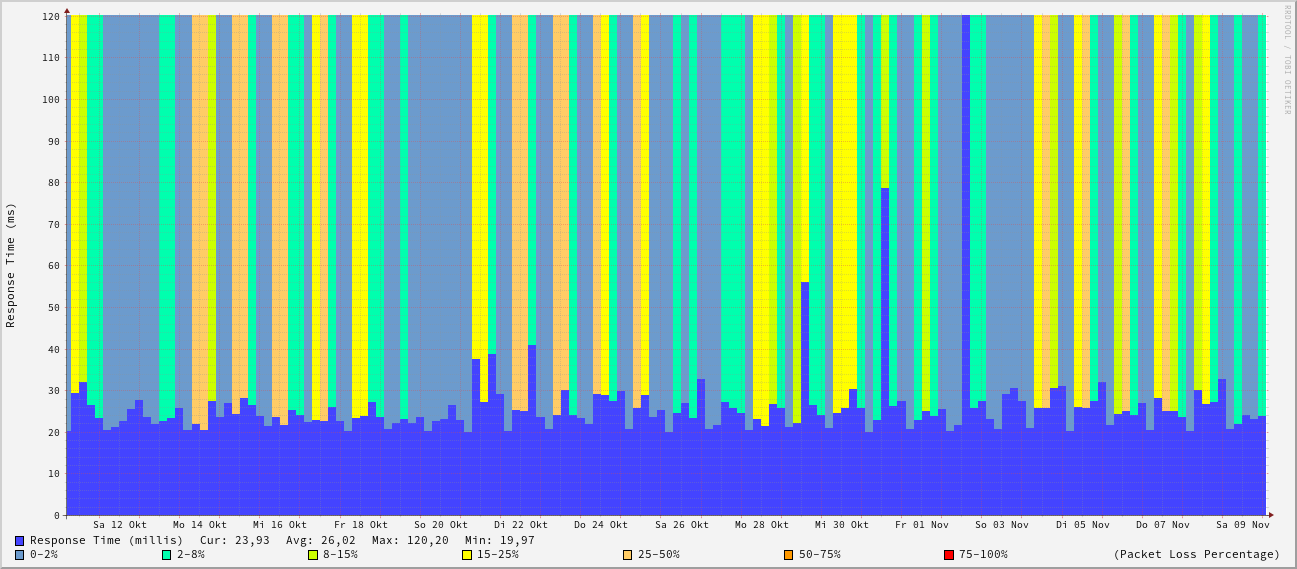 RRDTOOL / TOBI OETIKER
Response Time (ms)
120
110
100
90
80
70
60
50
40
30
20
10
0
Sa 12 Okt Mo 14 Okt Mi 16 Okt Fr 18 Okt So 20 Okt Di 22 Okt Do 24 Okt Sa 26 Okt Mo 28 Okt Mi 30 Okt Fr 01 Nov So 03 Nov Di 05 Nov Do 07 Nov Sa 09 Nov
Response Time (millis) Cur: 23,93 Avg: 26,02 Max: 120,20 Min: 19,97
0-2% 2-8% 8-15% 15-25% 25-50% 50-75% 75-100% (Packet Loss Percentage)